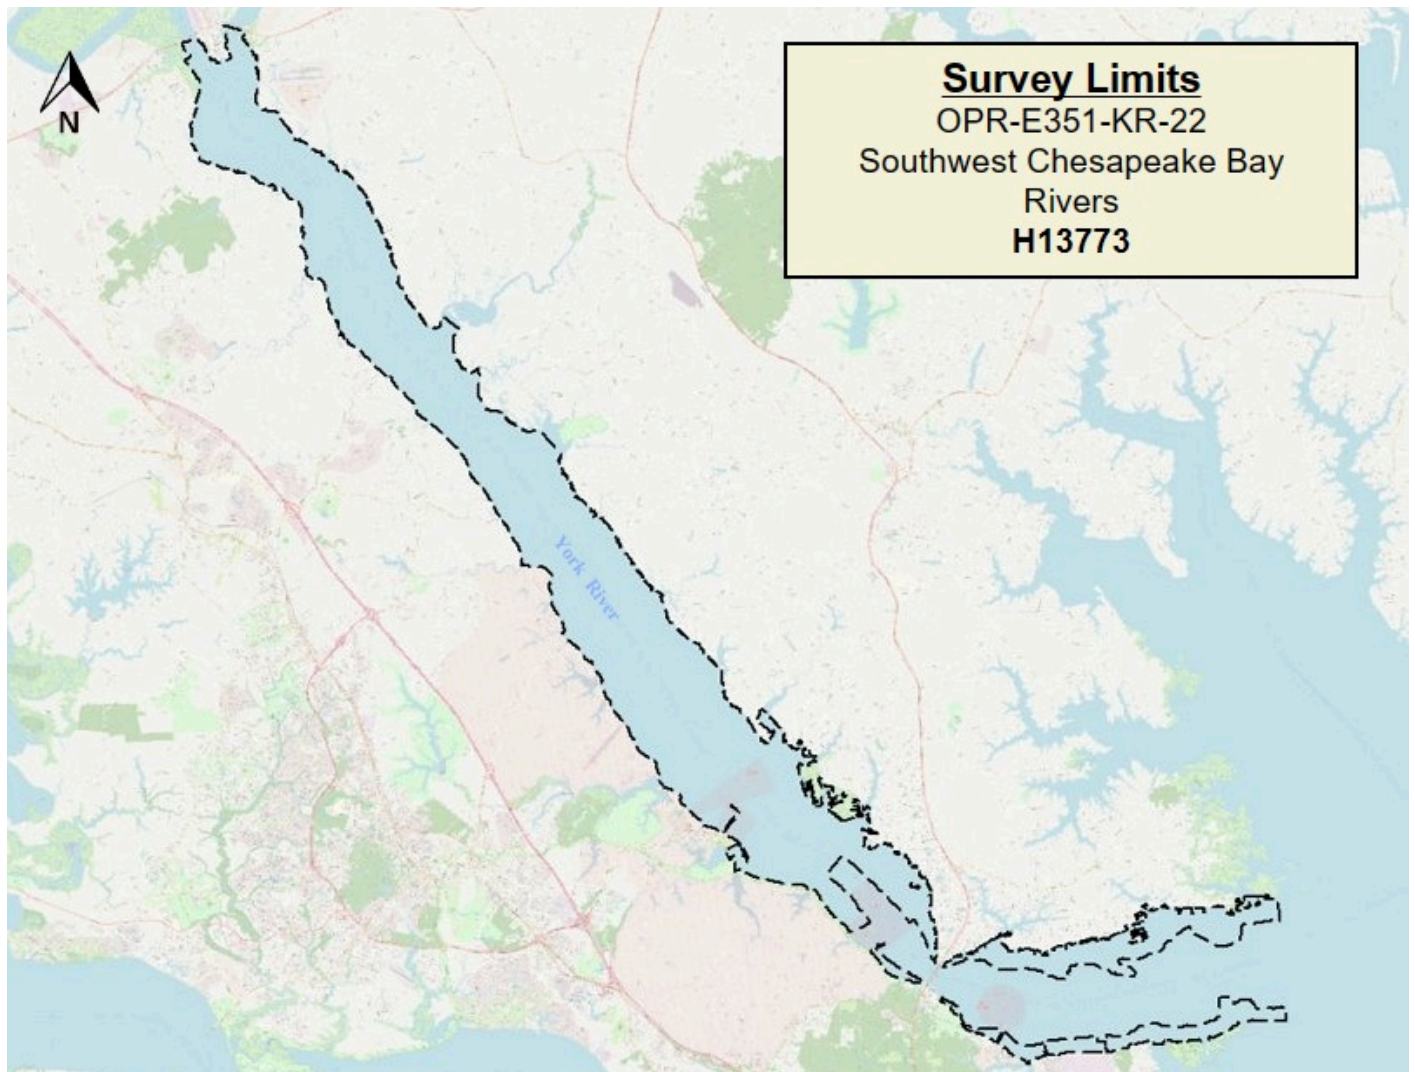 Survey Limits
OPR-E351-KR-22
Southwest Chesapeake Bay
Rivers
H13773
N
York River